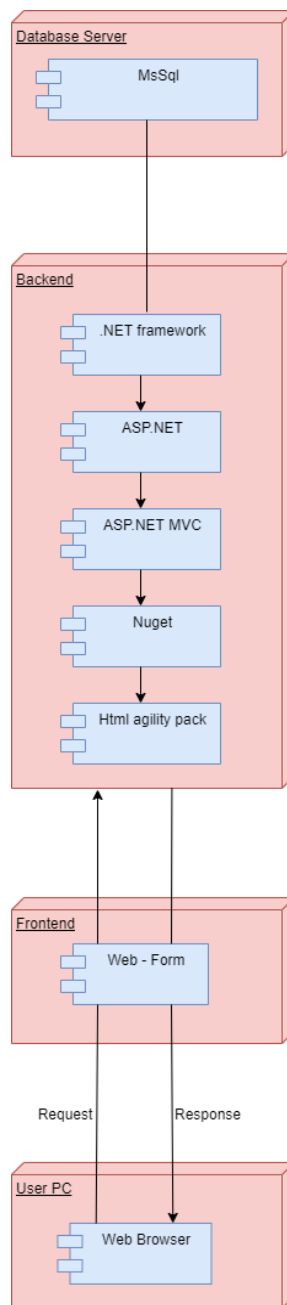 Database Server
MsSql
Backend
.NET framework
ASP.NET
ASP.NET MVC
Nuget
Html agility pack
Frontend
Web - Form
Request
Response
User PC
Web Browser